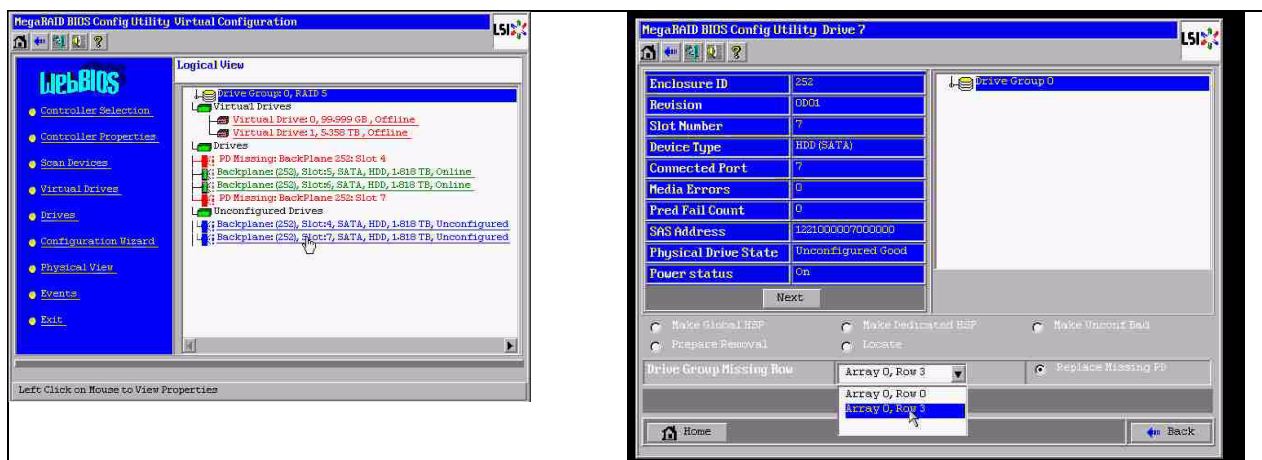 MegaRAID BIOS Config Utility Virtual Configuration
LSI
WebBIOS
Controller Selection
Controller Properties
Scan Devices
Virtual Drives
Drives
Configuration Wizard
Physical View
Events
Exit
Logical View
Drive Group: 0, RAID 5
Virtual Drives
Virtual Drive: 0, 99.999 GB, Offline
Virtual Drive: 1, 5.358 TB, Offline
Drives
PD Missing: BackPlane 252: Slot 4
Backplane: (252), Slot:5, SATA, HDD, 1.818 TB, Online
Backplane: (252), Slot:6, SATA, HDD, 1.818 TB, Online
PD Missing: BackPlane 252: Slot 7
Unconfigured Drives
Backplane: (252), Slot:4, SATA, HDD, 1.818 TB, Unconfigured
Backplane: (252), Slot:7, SATA, HDD, 1.818 TB, Unconfigured
Left Click on Mouse to View Properties
MegaRAID BIOS Config Utility Drive 7
LSI
Enclosure ID 252
Revision 0D01
Slot Number 7
Device Type HDD (SATA)
Connected Port 7
Media Errors 0
Pred Fail Count 0
SAS Address 1221000007000000
Physical Drive State Unconfigured Good
Power status On
Next
Drive Group 0
Make Global HSP Make Dedicated HSP Make Unconf Bad
Prepare Removal Locate
Drive Group Missing Row Array 0, Row 3 Replace Missing PD
Array 0, Row 0
Array 0, Row 3
Home Back